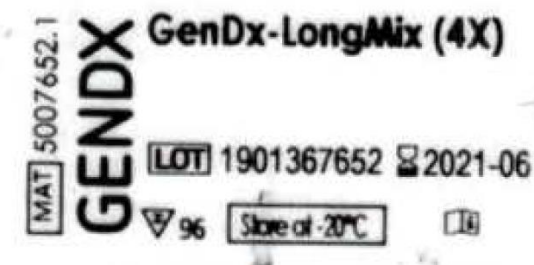 MAT 5007652.1
GENDX
GenDx-LongMix (4X)
LOT 1901367652 2021-06
96 Store at -20°C